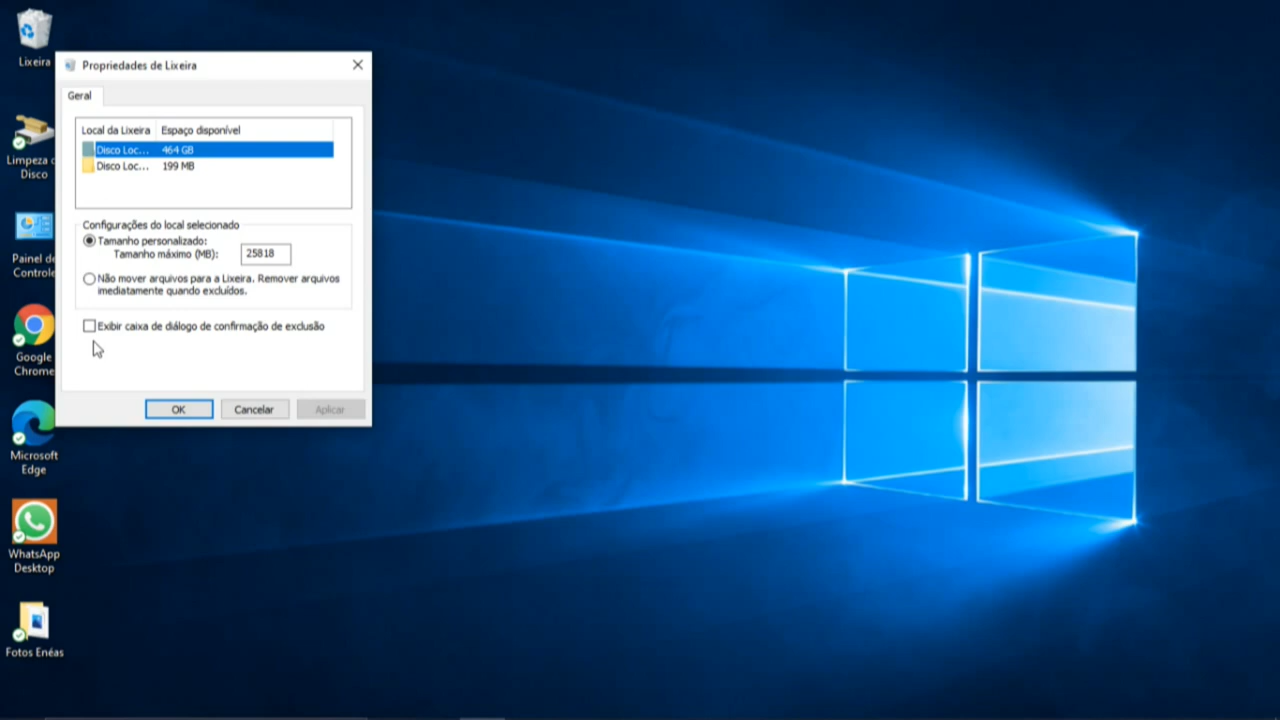 Lixeira
Propriedades de Lixeira
Geral
Local da Lixeira Espaço disponível
Disco Loc... 464 GB
Disco Loc... 199 MB
Configurações do local selecionado
Tamanho personalizado:
Tamanho máximo (MB): 25818
Não mover arquivos para a Lixeira. Remover arquivos
imediatamente quando excluídos.
Exibir caixa de diálogo de confirmação de exclusão
OK Cancelar Aplicar
Limpeza d
Disco
Painel de
Controle
Google
Chrome
Microsoft
Edge
WhatsApp
Desktop
Fotos Enéas